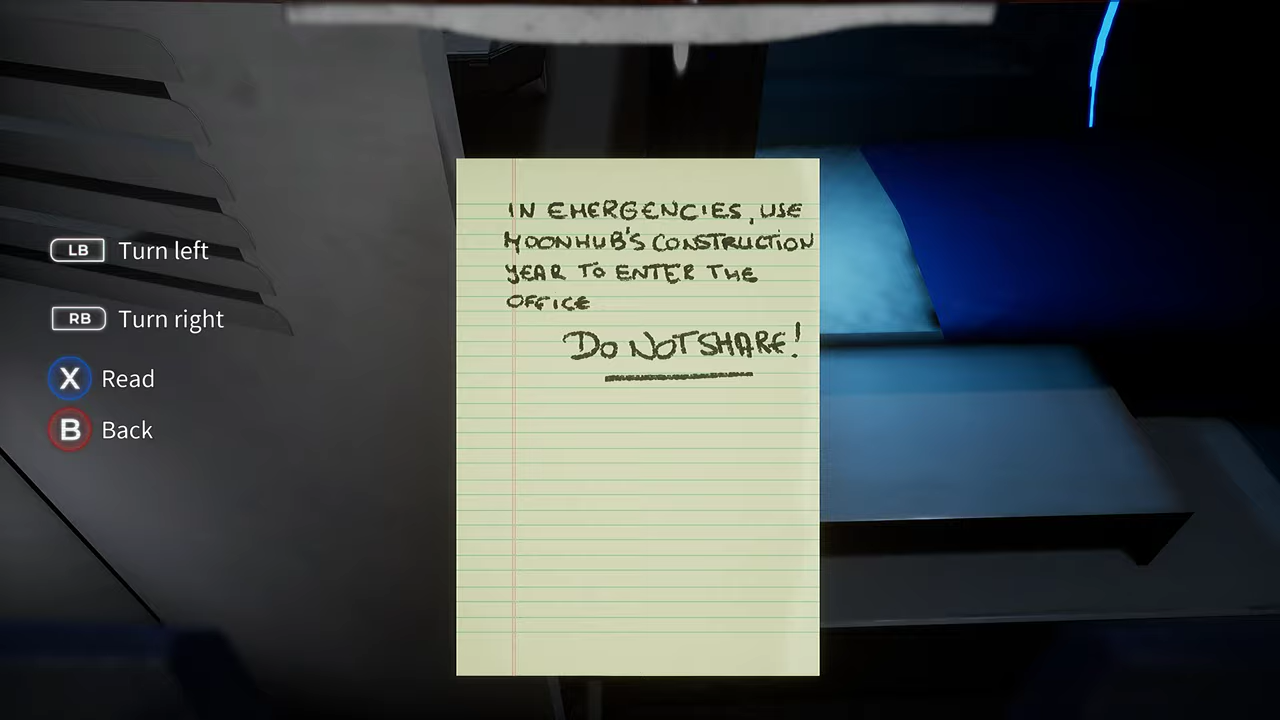 LB Turn left
RB Turn right
X Read
B Back
IN EMERGENCIES, USE
MOONHUB'S CONSTRUCTION
YEAR TO ENTER THE
OFFICE
DO NOT SHARE!